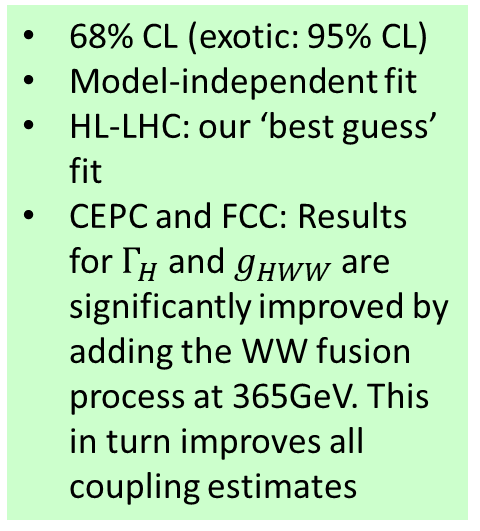 • 68% CL (exotic: 95% CL)
• Model-independent fit
• HL-LHC: our ‘best guess’
fit
• CEPC and FCC: Results
for Γ_H and g_HWW are
significantly improved by
adding the WW fusion
process at 365GeV. This
in turn improves all
coupling estimates